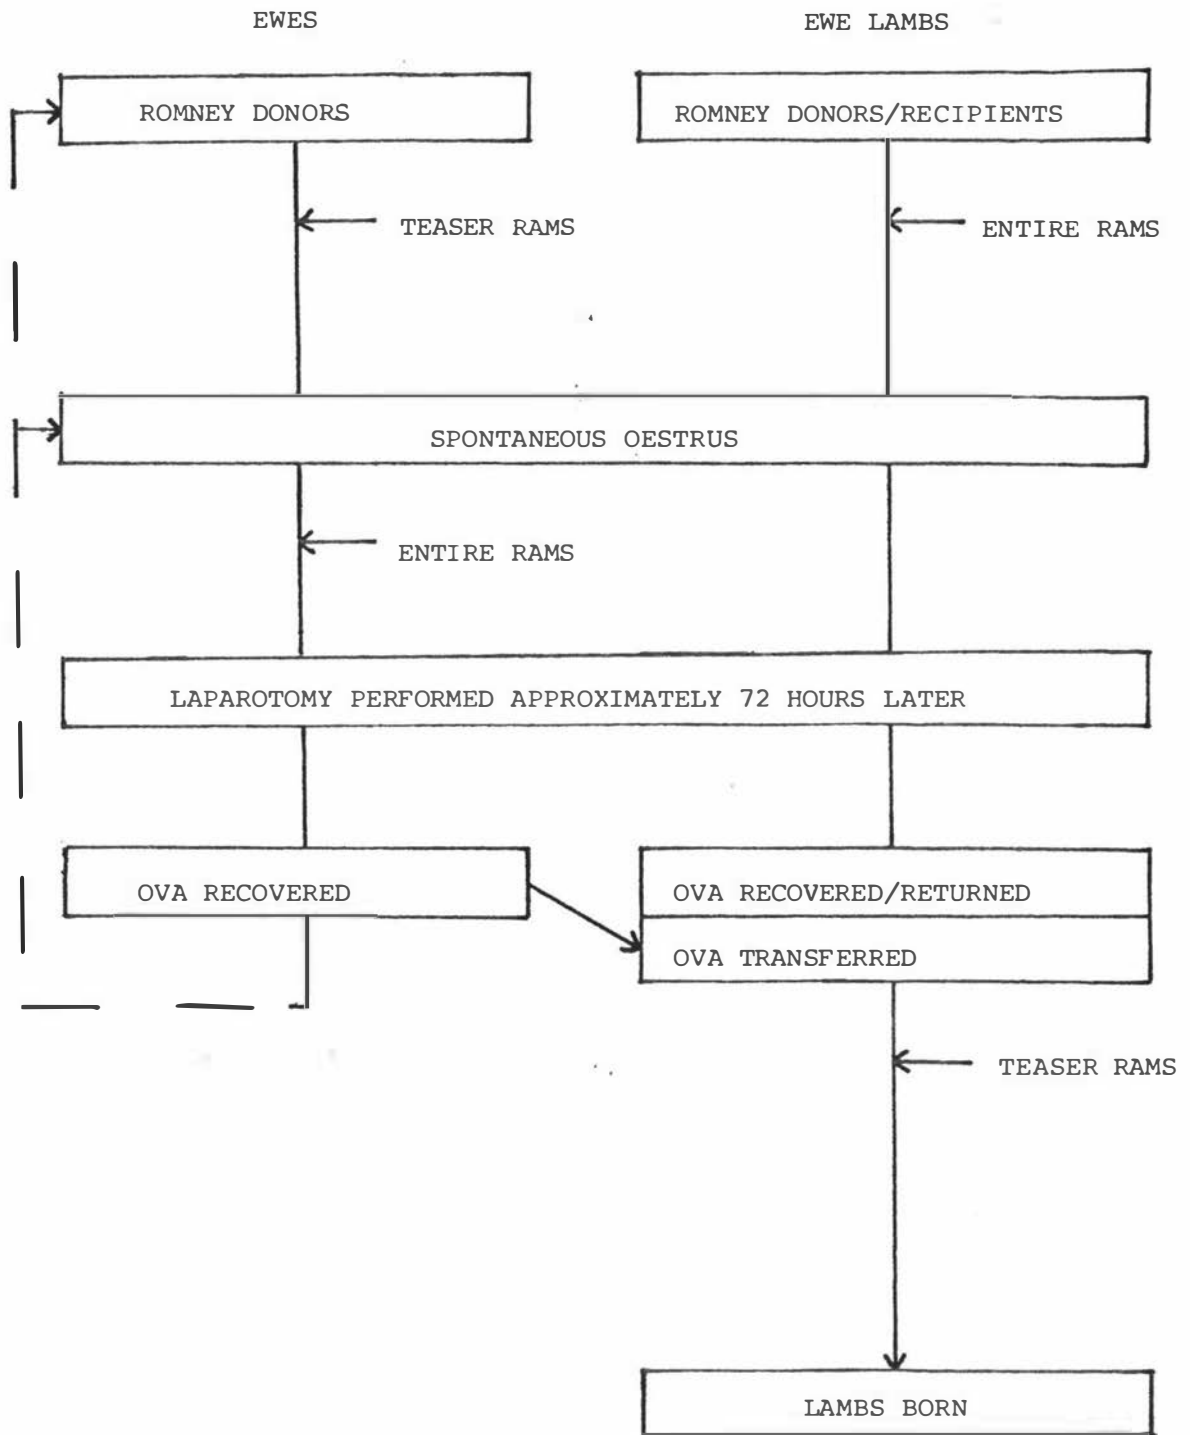 EWES
EWE LAMBS
ROMNEY DONORS
ROMNEY DONORS/RECIPIENTS
TEASER RAMS
ENTIRE RAMS
SPONTANEOUS OESTRUS
ENTIRE RAMS
LAPAROTOMY PERFORMED APPROXIMATELY 72 HOURS LATER
OVA RECOVERED
OVA RECOVERED/RETURNED
OVA TRANSFERRED
TEASER RAMS
LAMBS BORN